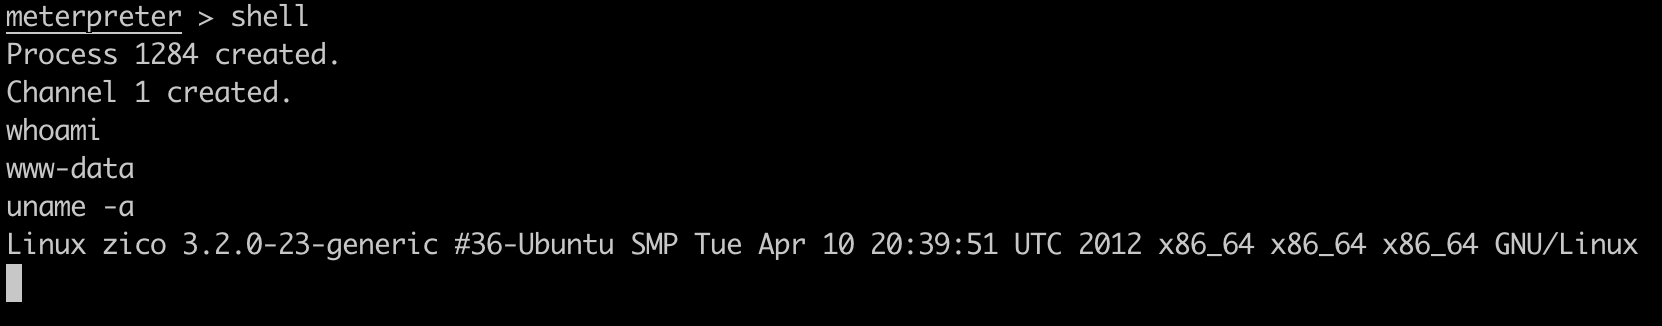 meterpreter > shell
Process 1284 created.
Channel 1 created.
whoami
www-data
uname -a
Linux zico 3.2.0-23-generic #36-Ubuntu SMP Tue Apr 10 20:39:51 UTC 2012 x86_64 x86_64 x86_64 GNU/Linux